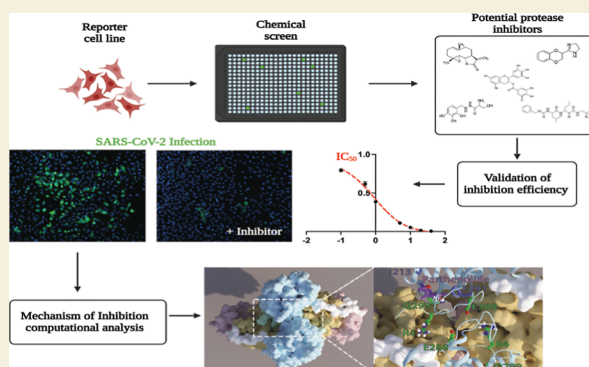 Reporter
cell line
Chemical
screen
Potential protease
inhibitors
SARS-CoV-2 Infection
+ Inhibitor
IC50
1.0
0.5
-2 -1 0 1 2
Validation of
inhibition efficiency
Mechanism of Inhibition
computational analysis